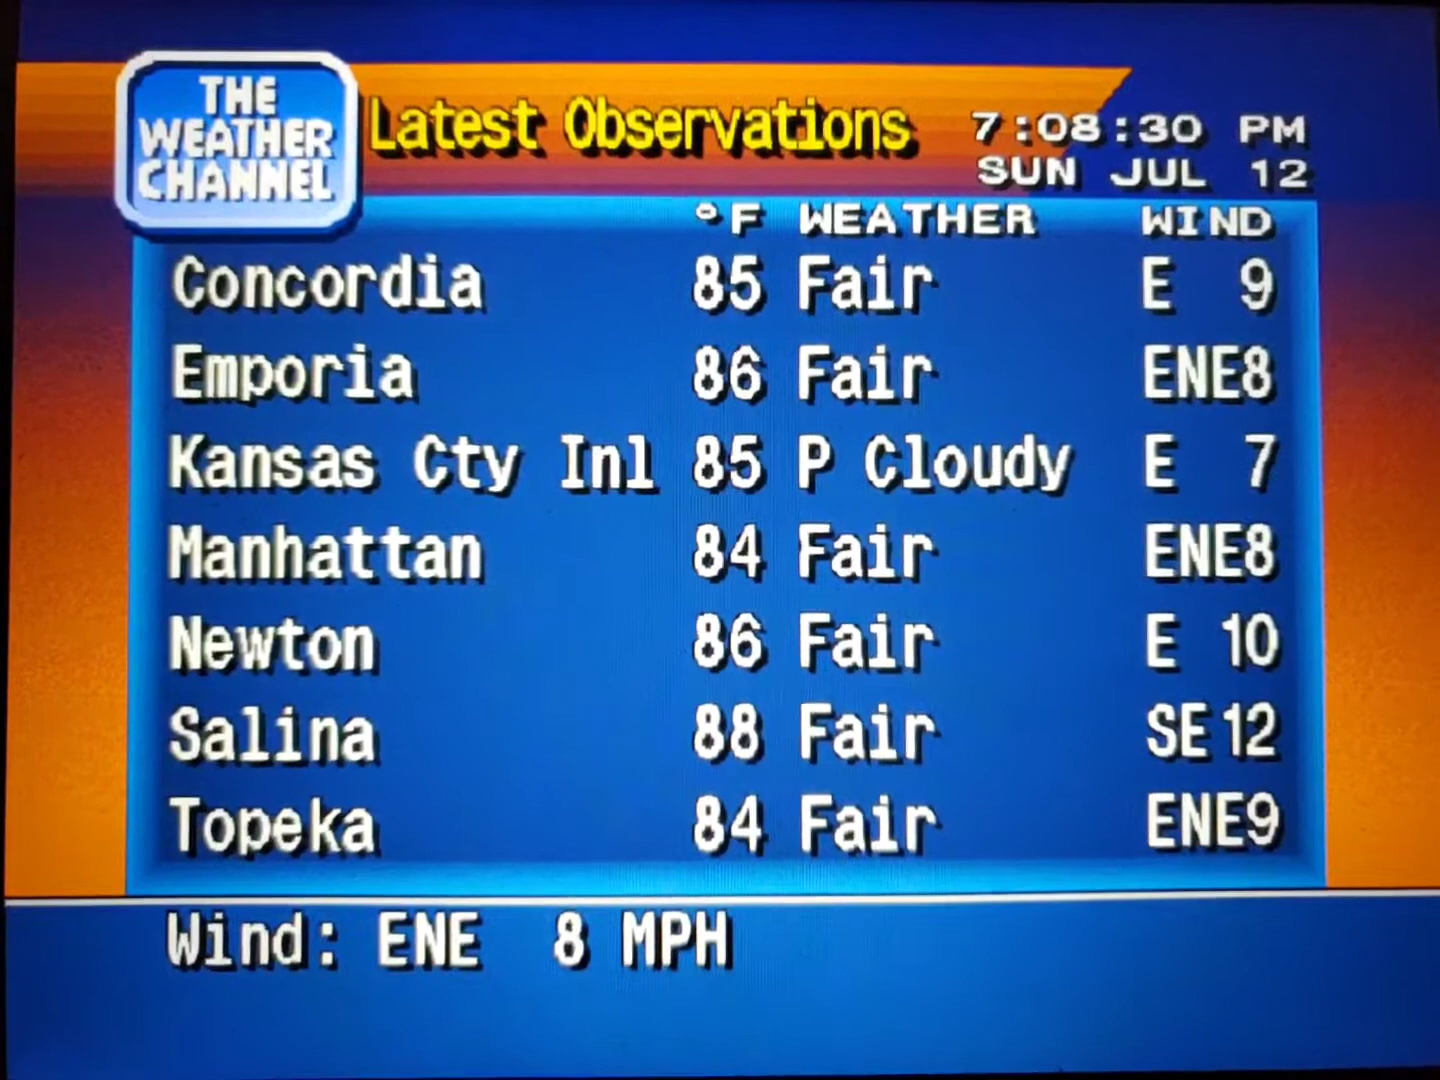 THE
WEATHER
CHANNEL
Latest Observations
7:08:30 PM
SUN JUL 12
°F WEATHER WIND
Concordia 85 Fair E 9
Emporia 86 Fair ENE8
Kansas Cty Inl 85 P Cloudy E 7
Manhattan 84 Fair ENE8
Newton 86 Fair E 10
Salina 88 Fair SE 12
Topeka 84 Fair ENE9
Wind: ENE 8 MPH